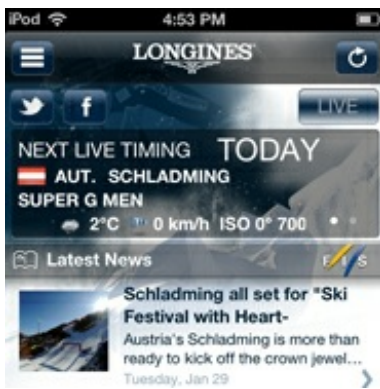 iPod 4:53 PM
LONGINES
LIVE
NEXT LIVE TIMING TODAY
AUT. SCHLADMING
SUPER G MEN
2°C 0 km/h ISO 0° 700
Latest News F I S
Schladming all set for "Ski
Festival with Heart-
Austria's Schladming is more than
ready to kick off the crown jewel...
Tuesday, Jan 29